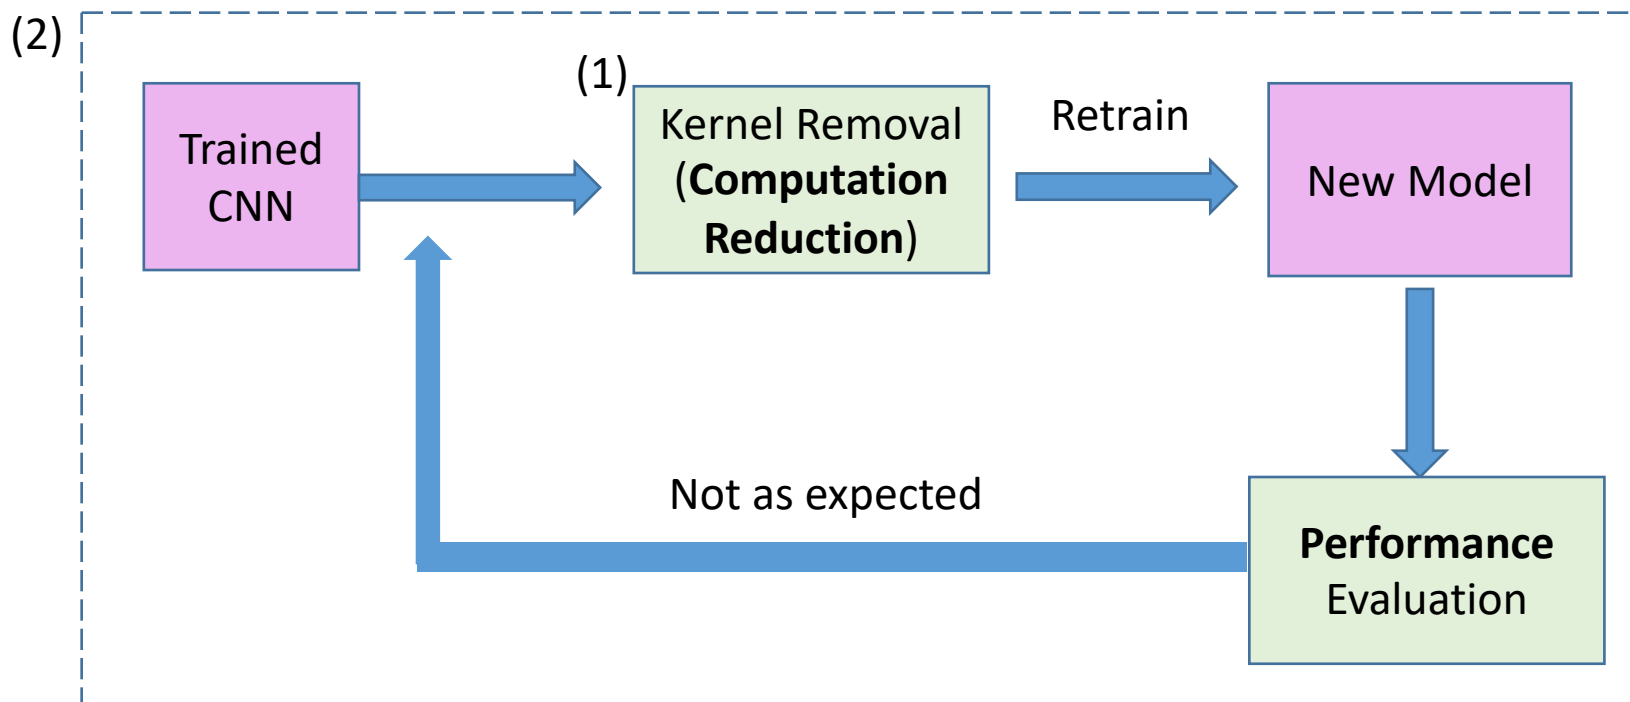 (2)
(1)
Trained
CNN
Kernel Removal
(Computation
Reduction)
Retrain
New Model
Not as expected
Performance
Evaluation